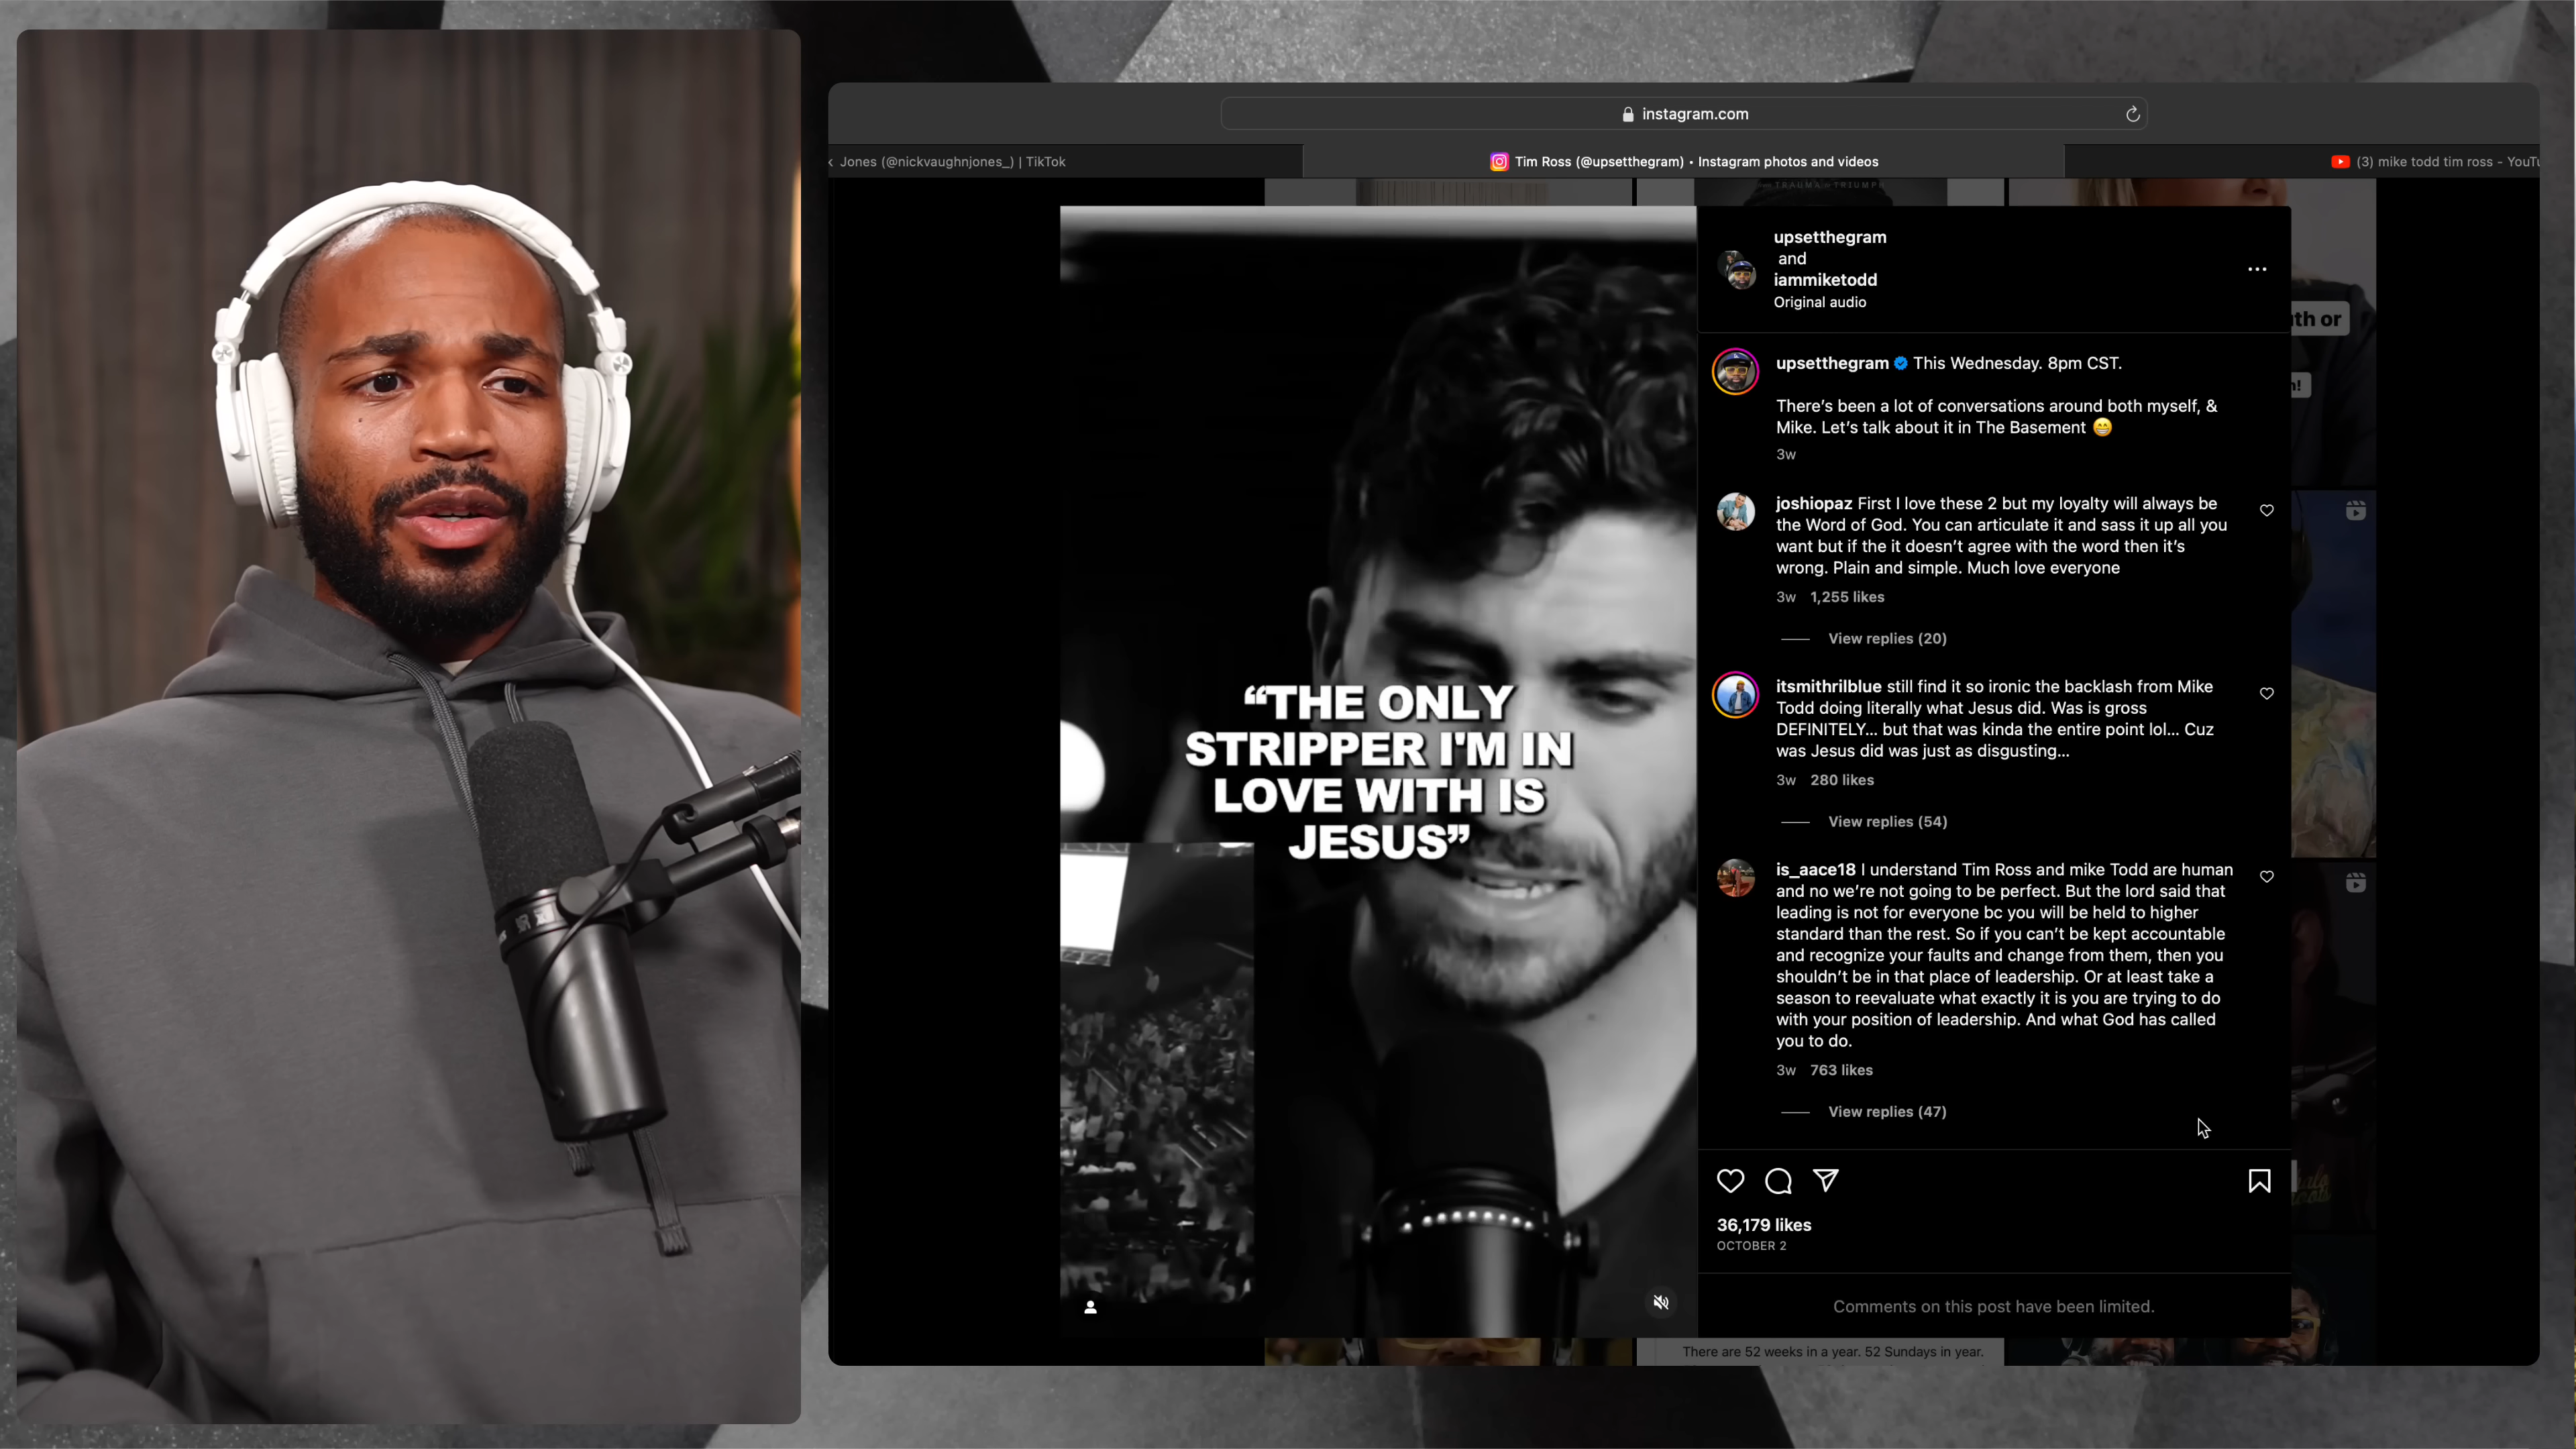 instagram.com
Jones (@nickvaughnjones_) | TikTok
Tim Ross (@upsetthegram) • Instagram photos and videos
(3) mike todd tim ross - YouTu
TRAUMA TRIUMPH
upsetthegram
and
iammiketodd
Original audio
th or
upsetthegram This Wednesday. 8pm CST.
There's been a lot of conversations around both myself, &
Mike. Let's talk about it in The Basement 😁
3w
joshiopaz First I love these 2 but my loyalty will always be
the Word of God. You can articulate it and sass it up all you
want but if the it doesn't agree with the word then it's
wrong. Plain and simple. Much love everyone
3w 1,255 likes
View replies (20)
“THE ONLY
STRIPPER I'M IN
LOVE WITH IS
JESUS”
itsmithrilblue still find it so ironic the backlash from Mike
Todd doing literally what Jesus did. Was is gross
DEFINITELY... but that was kinda the entire point lol... Cuz
was Jesus did was just as disgusting...
3w 280 likes
View replies (54)
is_aace18 I understand Tim Ross and mike Todd are human
and no we're not going to be perfect. But the lord said that
leading is not for everyone bc you will be held to higher
standard than the rest. So if you can't be kept accountable
and recognize your faults and change from them, then you
shouldn't be in that place of leadership. Or at least take a
season to reevaluate what exactly it is you are trying to do
with your position of leadership. And what God has called
you to do.
3w 763 likes
View replies (47)
36,179 likes
OCTOBER 2
Comments on this post have been limited.
There are 52 weeks in a year. 52 Sundays in year.